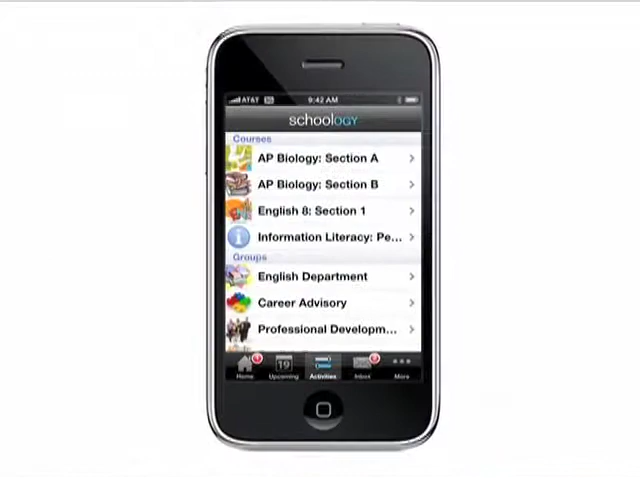 AT&T 3G 9:42 AM
schoology
Courses
AP Biology: Section A
AP Biology: Section B
English 8: Section 1
Information Literacy: Pe...
Groups
English Department
Career Advisory
Professional Developm...
19
Home Upcoming Activities Inbox More